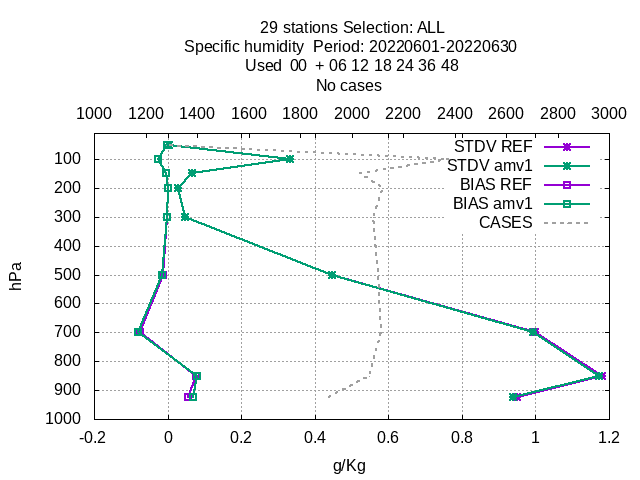 29 stations Selection: ALL
Specific humidity  Period: 20220601-20220630
Used  00  + 06 12 18 24 36 48
No cases
1000 1200 1400 1600 1800 2000 2200 2400 2600 2800 3000
STDV REF
STDV amv1
BIAS REF
BIAS amv1
CASES
hPa
100
200
300
400
500
600
700
800
900
1000
-0.2 0 0.2 0.4 0.6 0.8 1 1.2
g/Kg